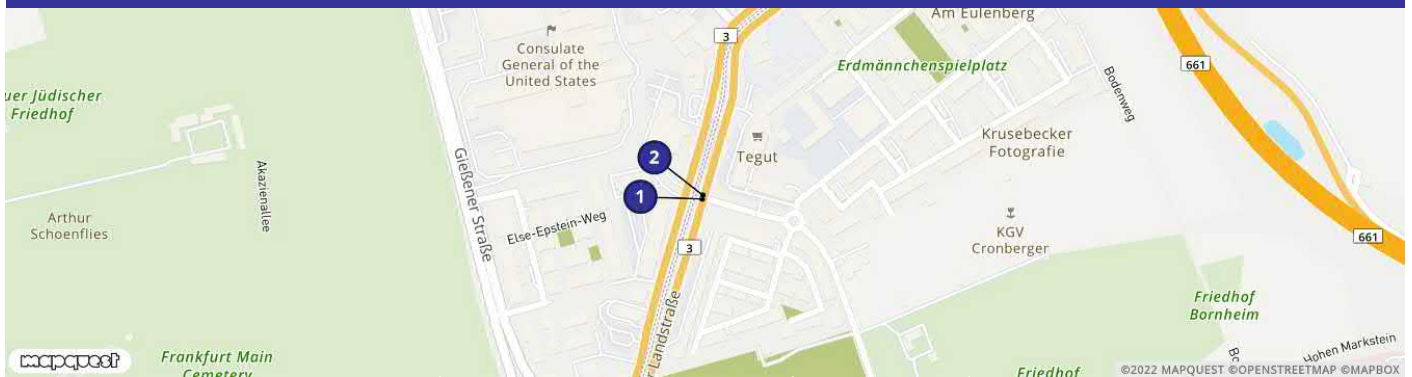 Am Eulenberg
3
Consulate
General of the
United States
Erdmännchenspielplatz
661
Bodenweg
uer Jüdischer
Friedhof
Krusebecker
Fotografie
Gießener Straße
2
Tegut
Akazienallee
1
Arthur
Schoenflies
Else-Epstein-Weg
KGV
Cronberger
3
661
r Landstraße
Friedhof
Bornheim
mapquest
Frankfurt Main
Cemetery
Friedhof
Bo
Hohen Markstein
©2022 MAPQUEST ©OPENSTREETMAP ©MAPBOX